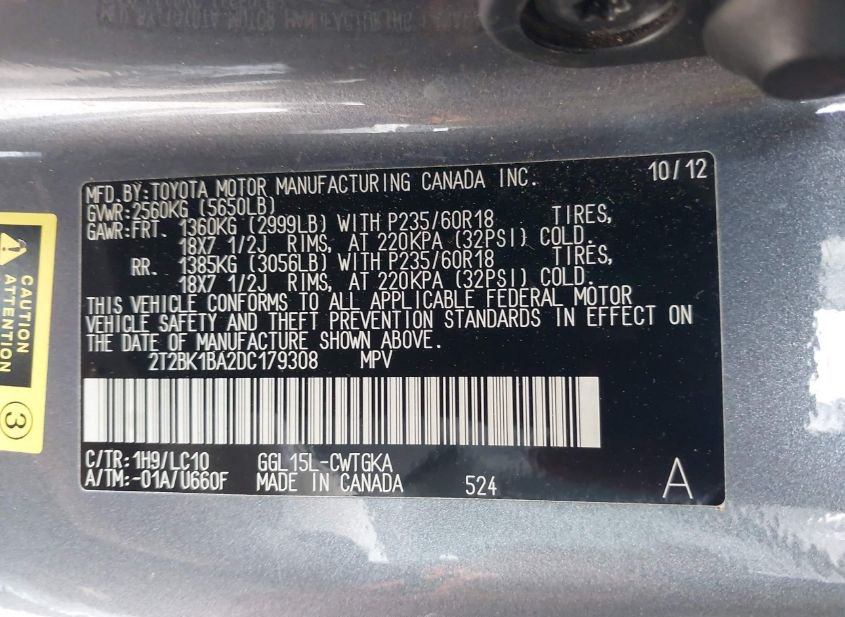 MFD. BY: TOYOTA MOTOR MANUFACTURING CANADA INC. 10/12
GVWR: 2560KG (5650LB)
GAWR: FRT. 1360KG (2999LB) WITH P235/60R18 TIRES,
18X7 1/2J RIMS, AT 220KPA (32PSI) COLD.
RR. 1385KG (3056LB) WITH P235/60R18 TIRES,
18X7 1/2J RIMS, AT 220KPA (32PSI) COLD.
THIS VEHICLE CONFORMS TO ALL APPLICABLE FEDERAL MOTOR
VEHICLE SAFETY AND THEFT PREVENTION STANDARDS IN EFFECT ON
THE DATE OF MANUFACTURE SHOWN ABOVE.
2T2BK1BA2DC179308 MPV
C/TR: 1H9/LC10 GGL15L-CWTGKA
A/TM: -01A/U660F MADE IN CANADA 524 A
CAUTION
ATTENTION
3